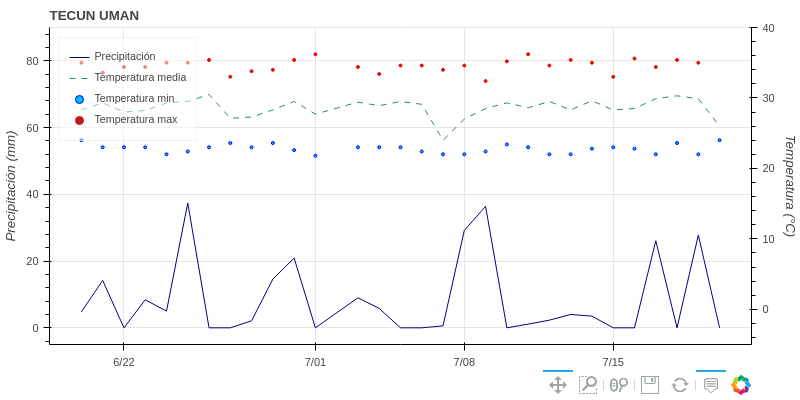 TECUN UMAN
Precipitación
Temperatura media
Temperatura min
Temperatura max
Precipitación (mm)
80
60
40
20
0
Temperatura (°C)
40
30
20
10
0
6/22
7/01
7/08
7/15